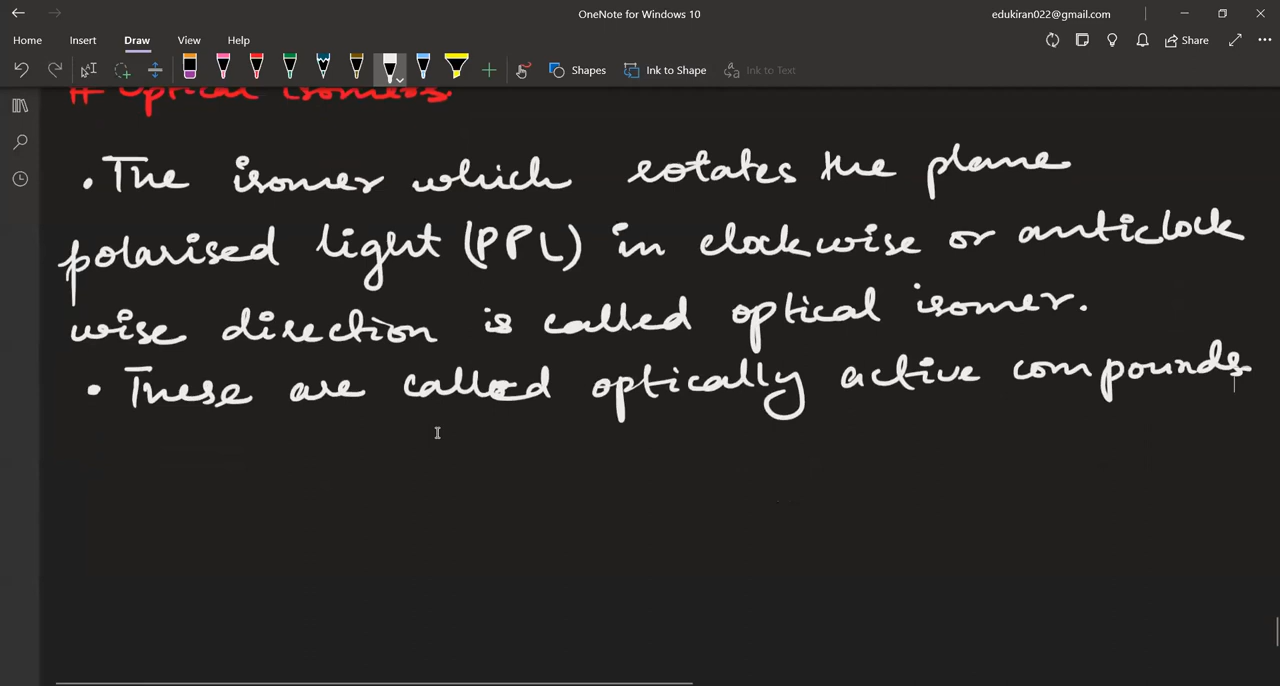 OneNote for Windows 10
edukiran022@gmail.com
Home Insert Draw View Help
Share
Shapes Ink to Shape Ink to Text
# Optical isomers.
. The isomer which rotates the plane
polarised light (PPL) in clockwise or anticlock
wise direction is called optical isomer.
• These are called optically active compounds